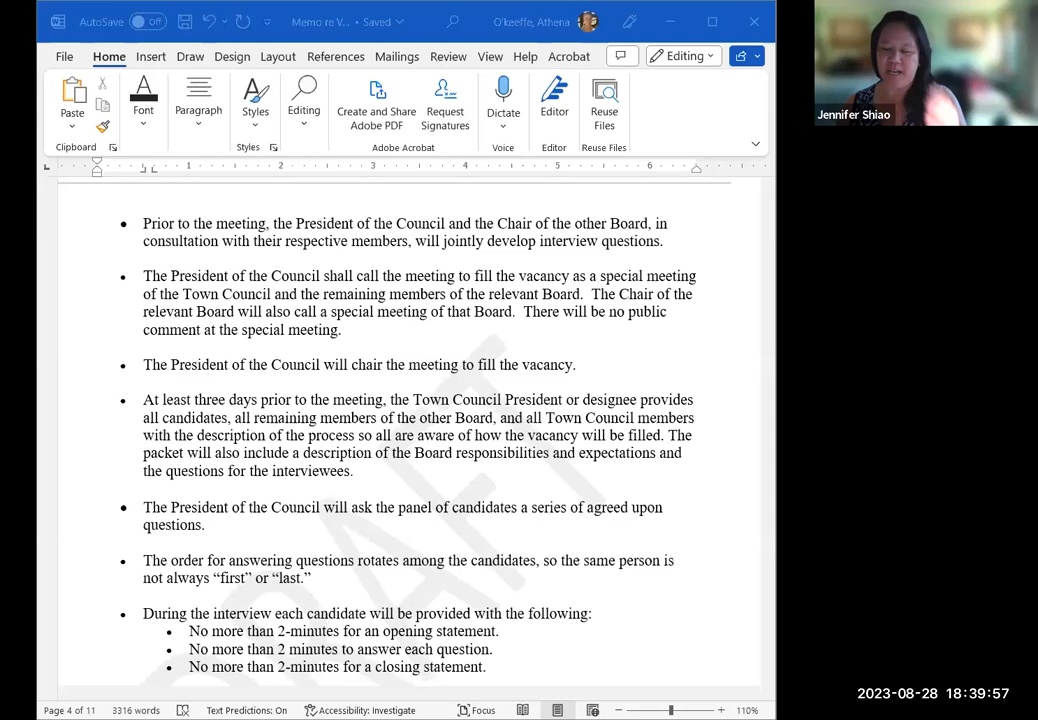 AutoSave Off Memo re V... • Saved O'keeffe, Athena
File Home Insert Draw Design Layout References Mailings Review View Help Acrobat Editing
Paste Font Paragraph Styles Editing Create and Share Adobe PDF Request Signatures Dictate Editor Reuse Files
Clipboard Styles Adobe Acrobat Voice Editor Reuse Files
1 2 3 4 5 6
• Prior to the meeting, the President of the Council and the Chair of the other Board, in
consultation with their respective members, will jointly develop interview questions.
• The President of the Council shall call the meeting to fill the vacancy as a special meeting
of the Town Council and the remaining members of the relevant Board. The Chair of the
relevant Board will also call a special meeting of that Board. There will be no public
comment at the special meeting.
• The President of the Council will chair the meeting to fill the vacancy.
• At least three days prior to the meeting, the Town Council President or designee provides
all candidates, all remaining members of the other Board, and all Town Council members
with the description of the process so all are aware of how the vacancy will be filled. The
packet will also include a description of the Board responsibilities and expectations and
the questions for the interviewees.
• The President of the Council will ask the panel of candidates a series of agreed upon
questions.
• The order for answering questions rotates among the candidates, so the same person is
not always “first” or “last.”
• During the interview each candidate will be provided with the following:
• No more than 2-minutes for an opening statement.
• No more than 2 minutes to answer each question.
• No more than 2-minutes for a closing statement.
DRAFT
Page 4 of 11 3316 words Text Predictions: On Accessibility: Investigate Focus 110%
Jennifer Shiao
2023-08-28 18:39:57